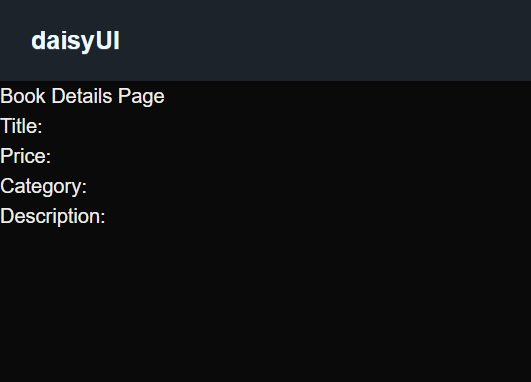 daisyUI
Book Details Page
Title:
Price:
Category:
Description: